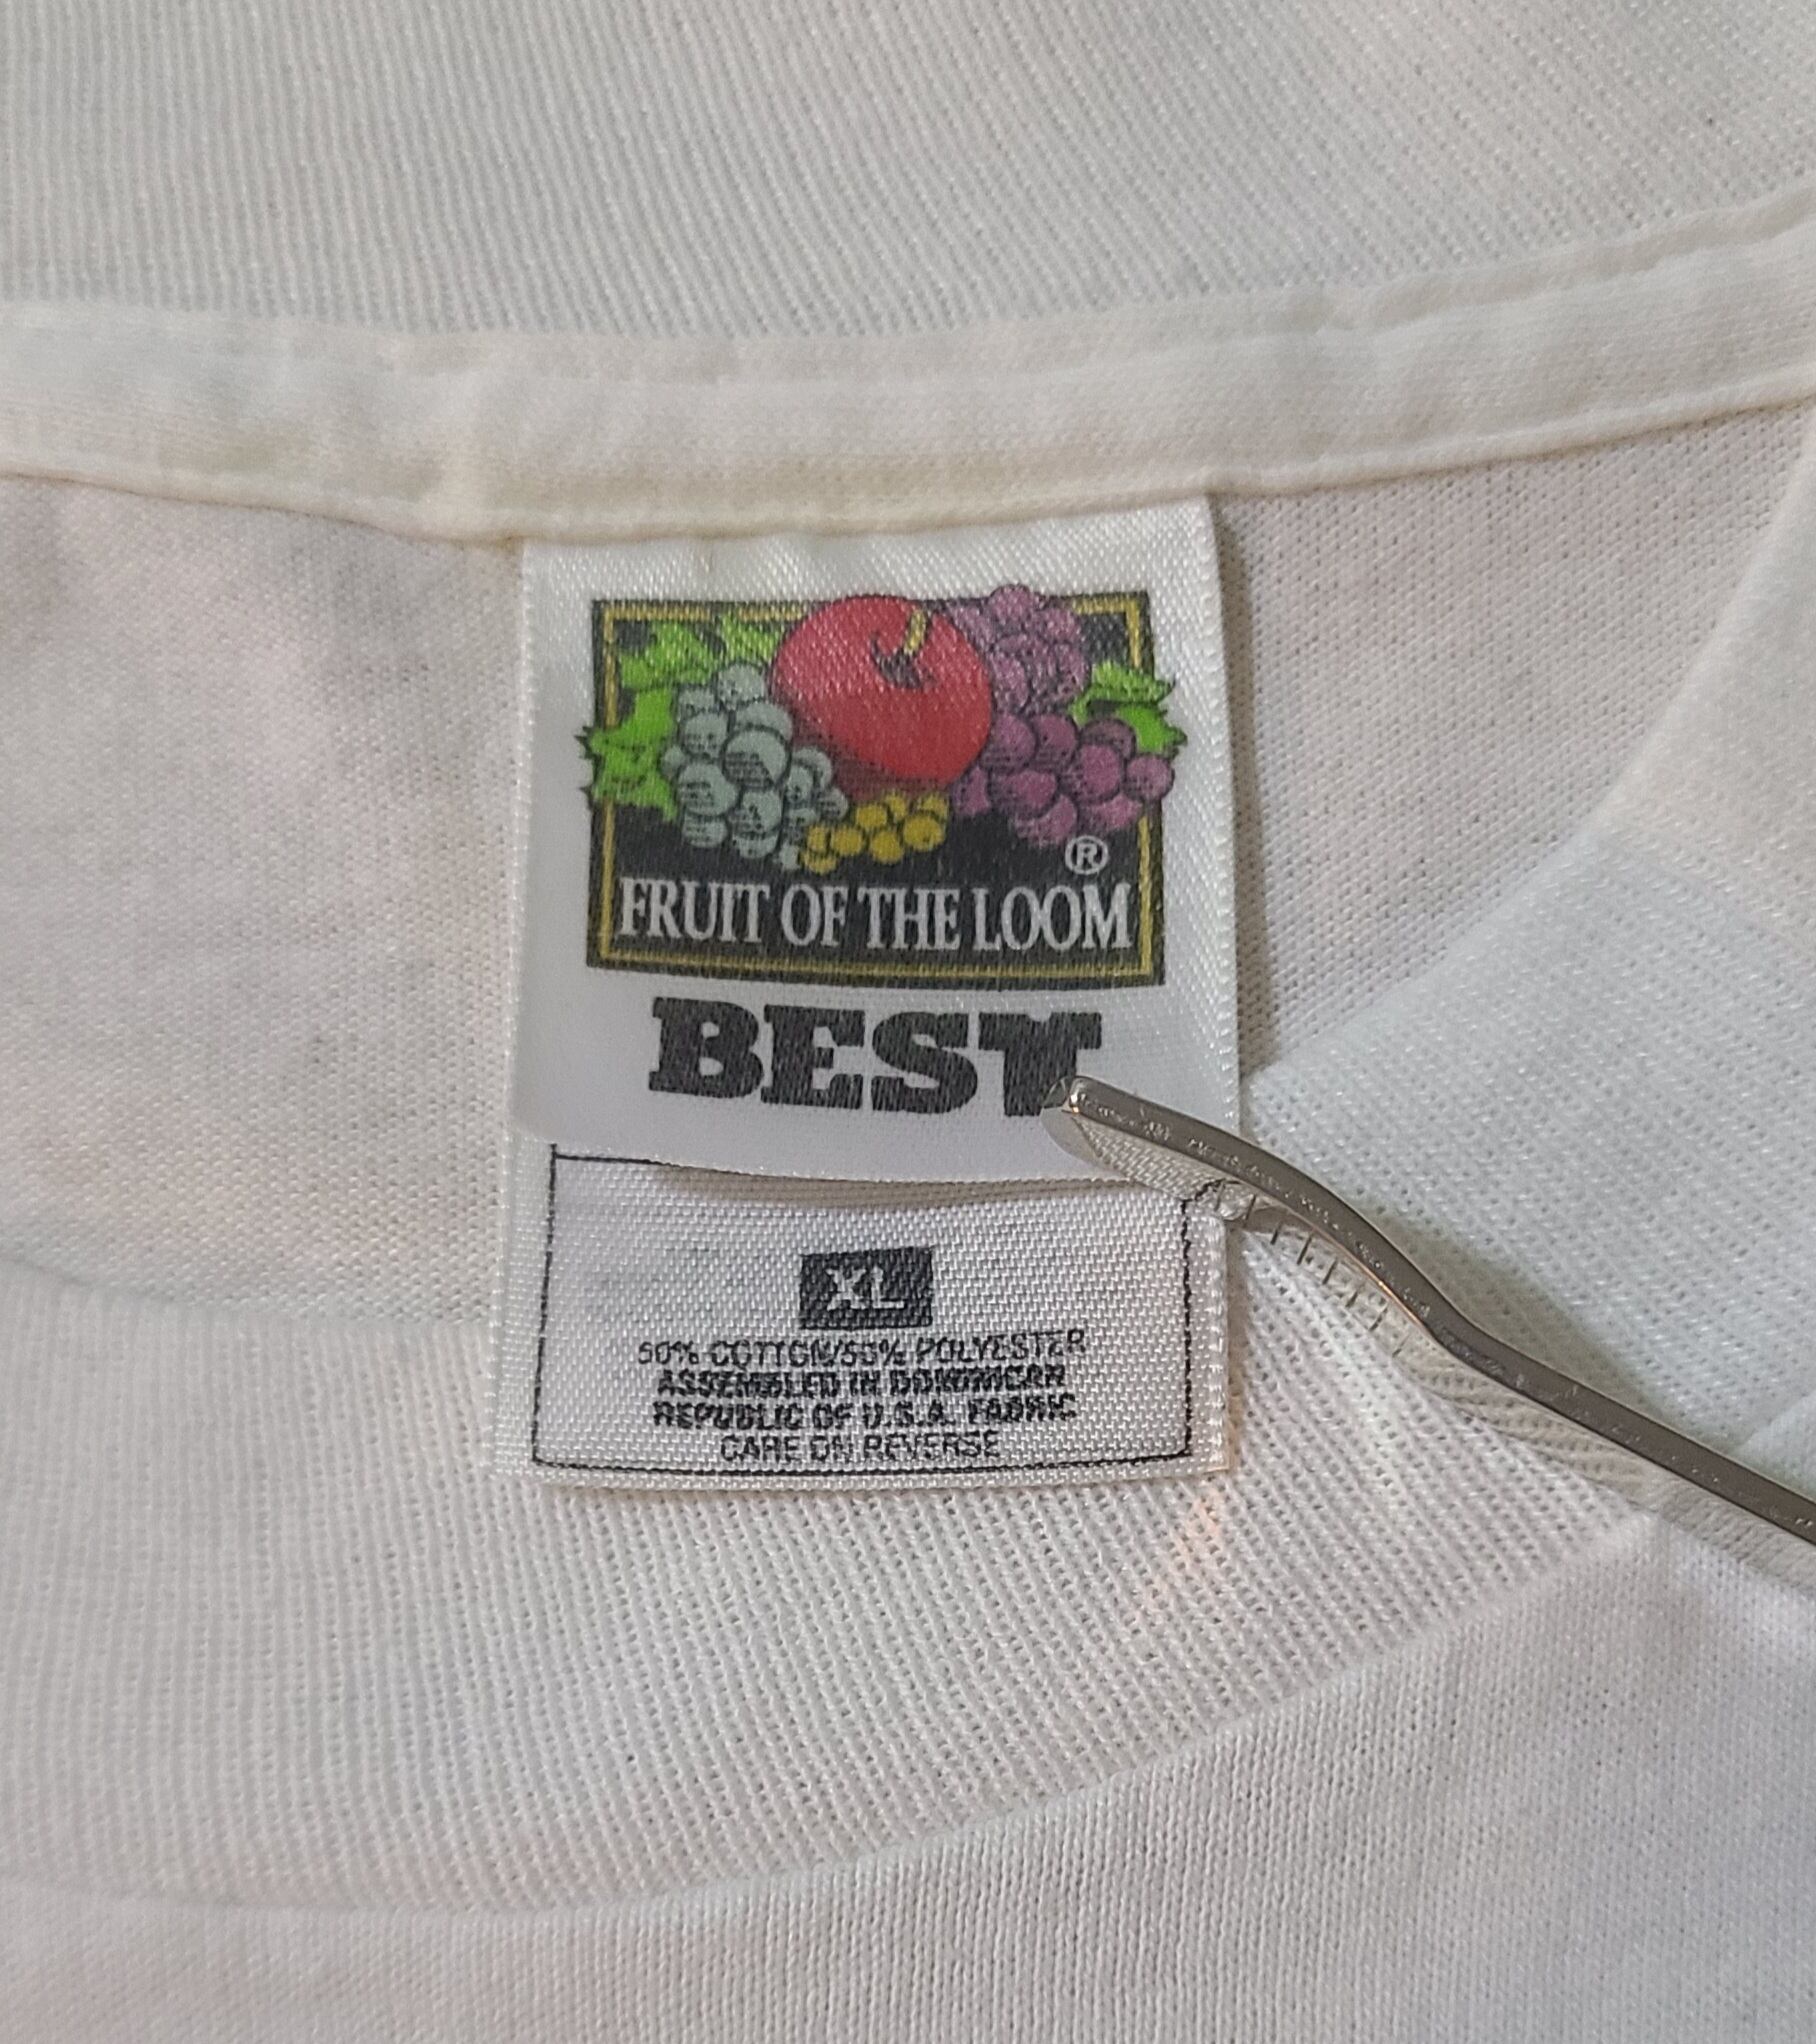 ®
FRUIT OF THE LOOM
BEST
XL
50% COTTON/50% POLYESTER
ASSEMBLED IN DOMINICAN
REPUBLIC OF U.S.A. FABRIC
CARE ON REVERSE